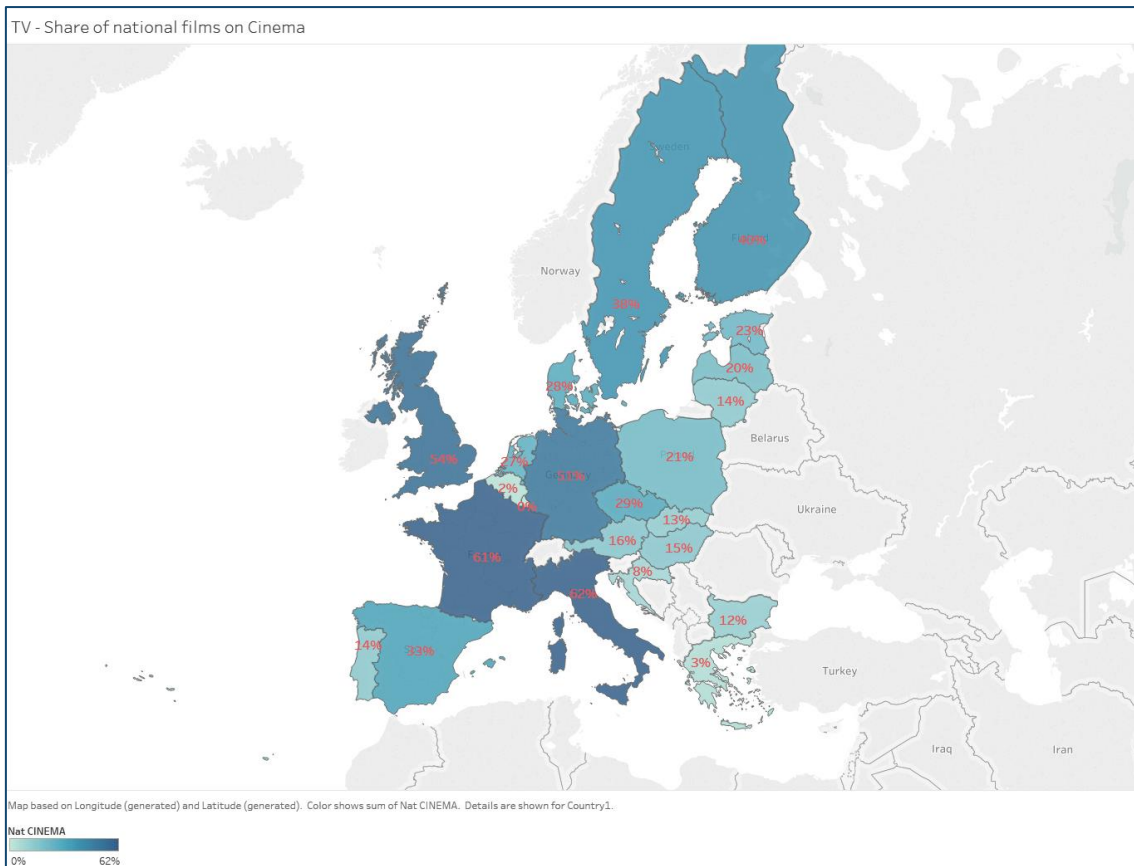 TV - Share of national films on Cinema
Sweden
Norway
38%
23%
20%
14%
28%
Belarus
54%
27%
21%
2%
0%
29%
Ukraine
13%
16%
15%
61%
8%
62%
12%
14%
33%
3%
Turkey
Iraq
Iran
Map based on Longitude (generated) and Latitude (generated). Color shows sum of Nat CINEMA. Details are shown for Country1.
Nat CINEMA
0%
62%